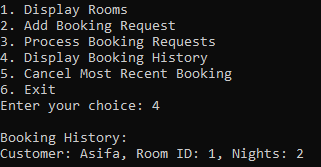 1. Display Rooms
2. Add Booking Request
3. Process Booking Requests
4. Display Booking History
5. Cancel Most Recent Booking
6. Exit
Enter your choice: 4
Booking History:
Customer: Asifa, Room ID: 1, Nights: 2